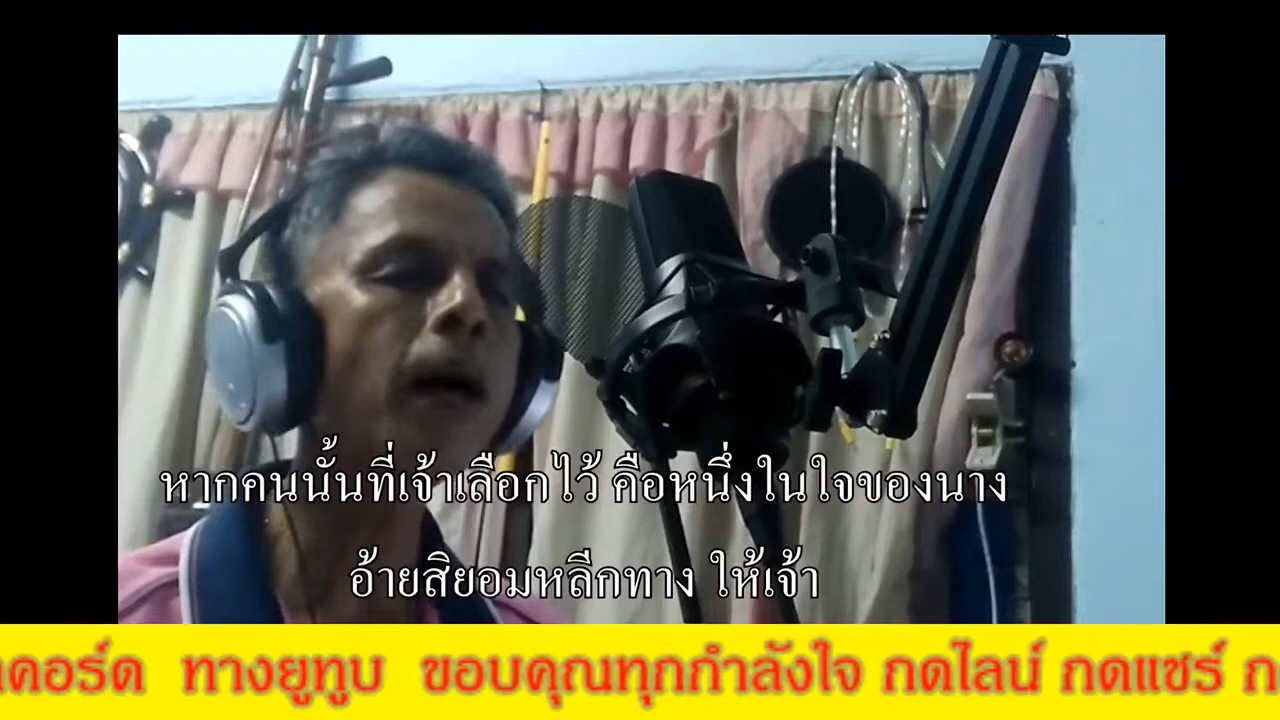 หากคนนั้นที่เจ้าเลือกไว้ คือหนึ่งในใจของนาง
อ้ายสิยอมหลีกทาง ให้เจ้า
คอร์ด ทางยูทูบ ขอบคุณทุกกำลังใจ กดไลน์ กดแชร์ ก